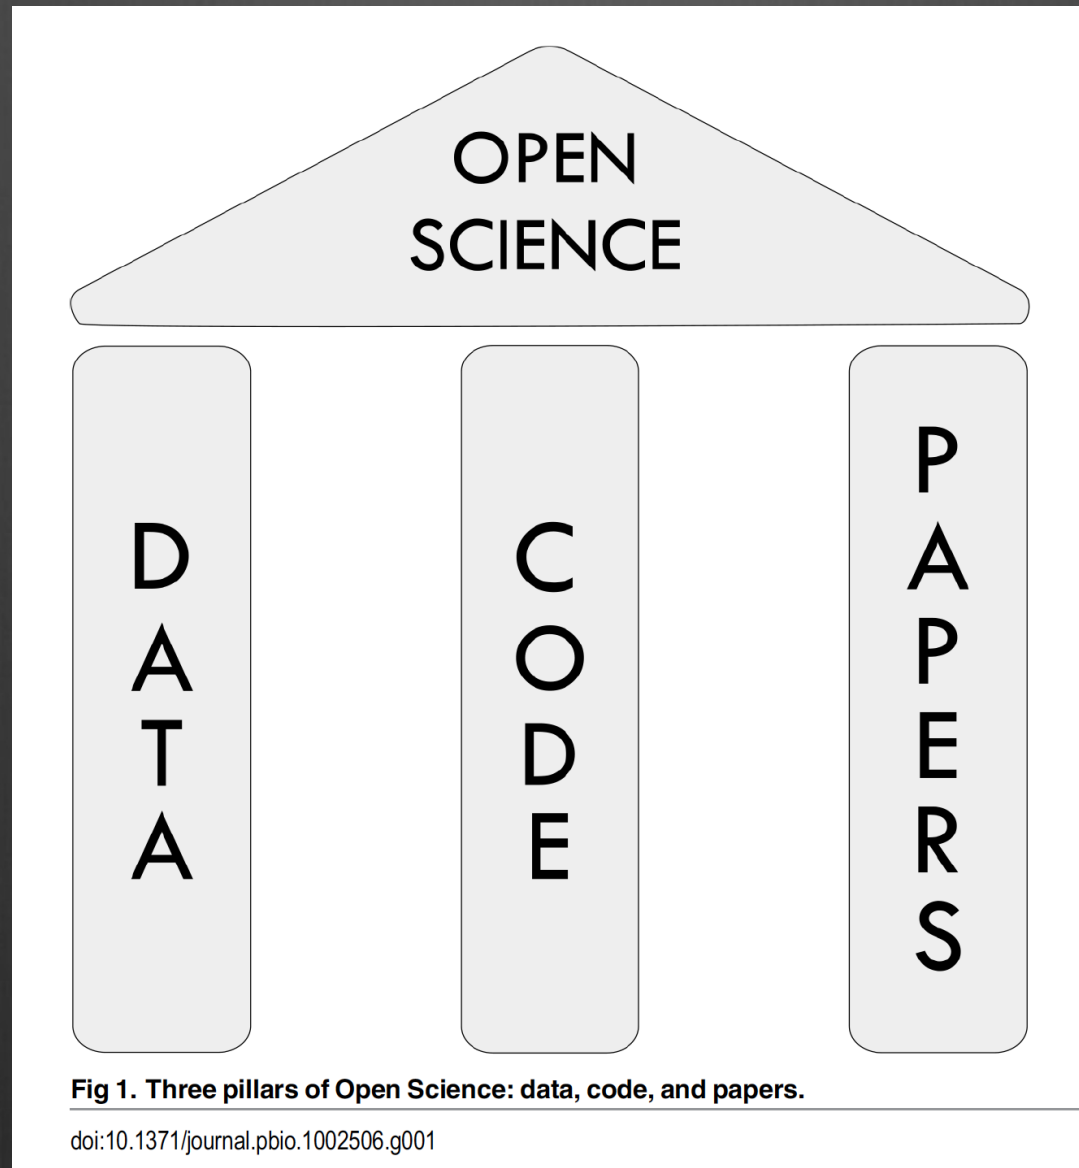 OPEN
SCIENCE
DATA
CODE
PAPERS
Fig 1. Three pillars of Open Science: data, code, and papers.
doi:10.1371/journal.pbio.1002506.g001